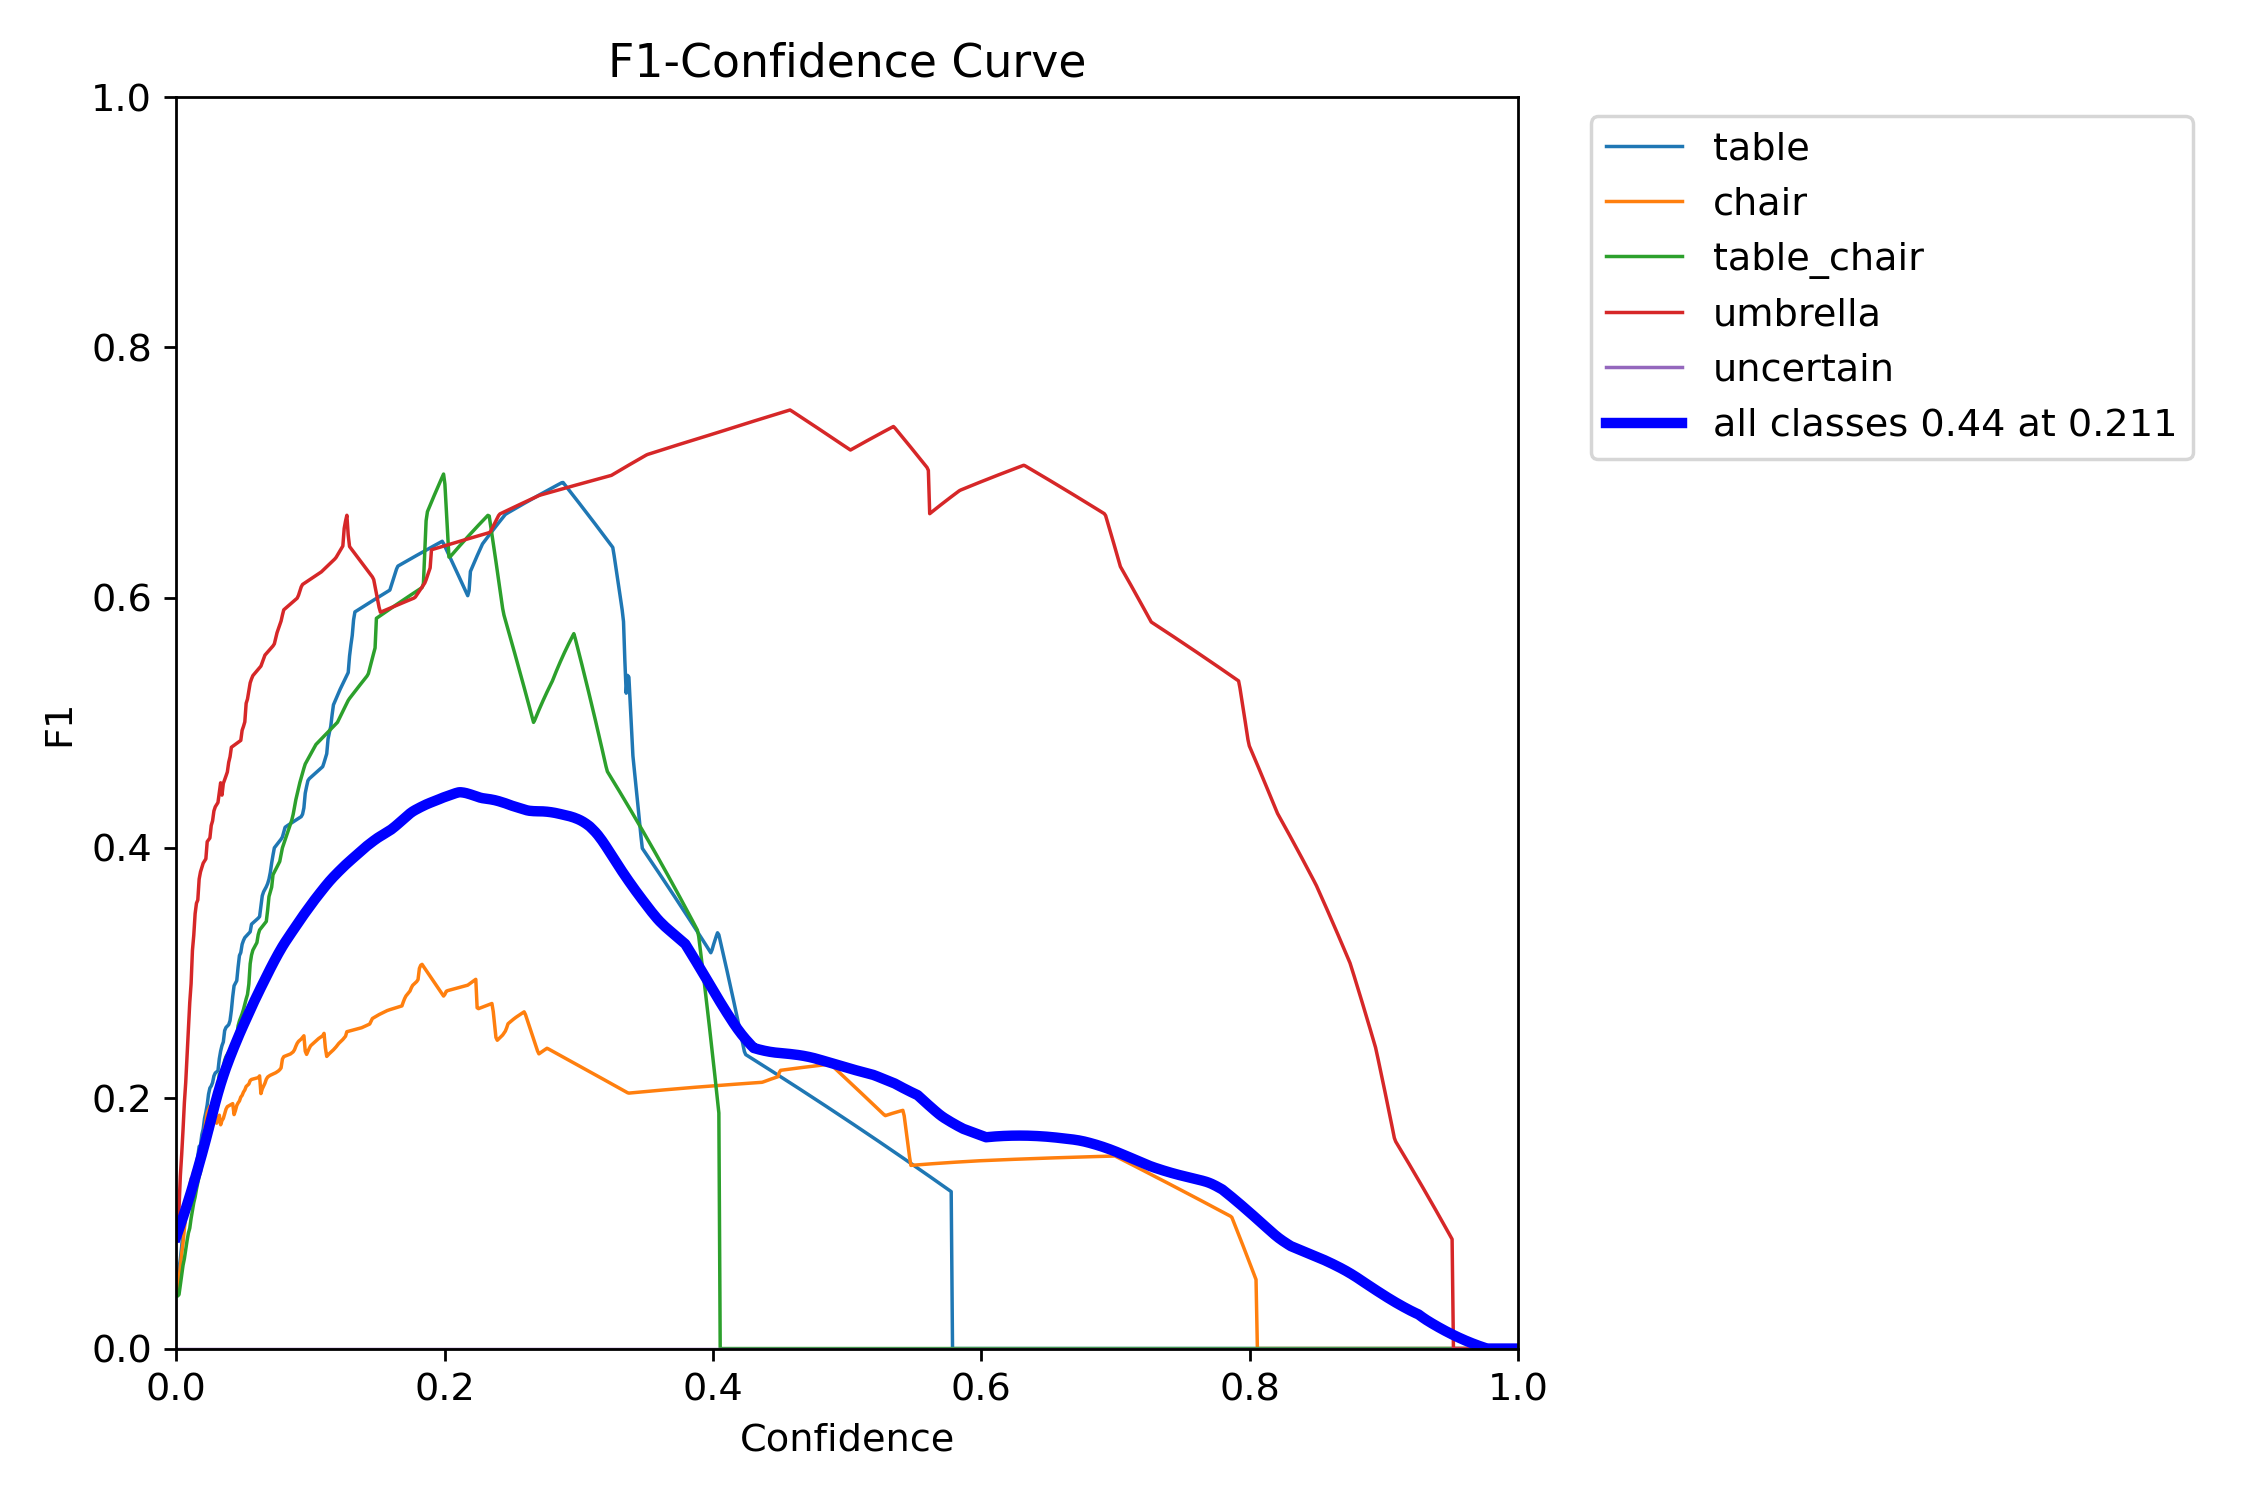 F1-Confidence Curve
1.0
0.8
0.6
0.4
0.2
0.0
F1
0.0 0.2 0.4 0.6 0.8 1.0
Confidence
table
chair
table_chair
umbrella
uncertain
all classes 0.44 at 0.211